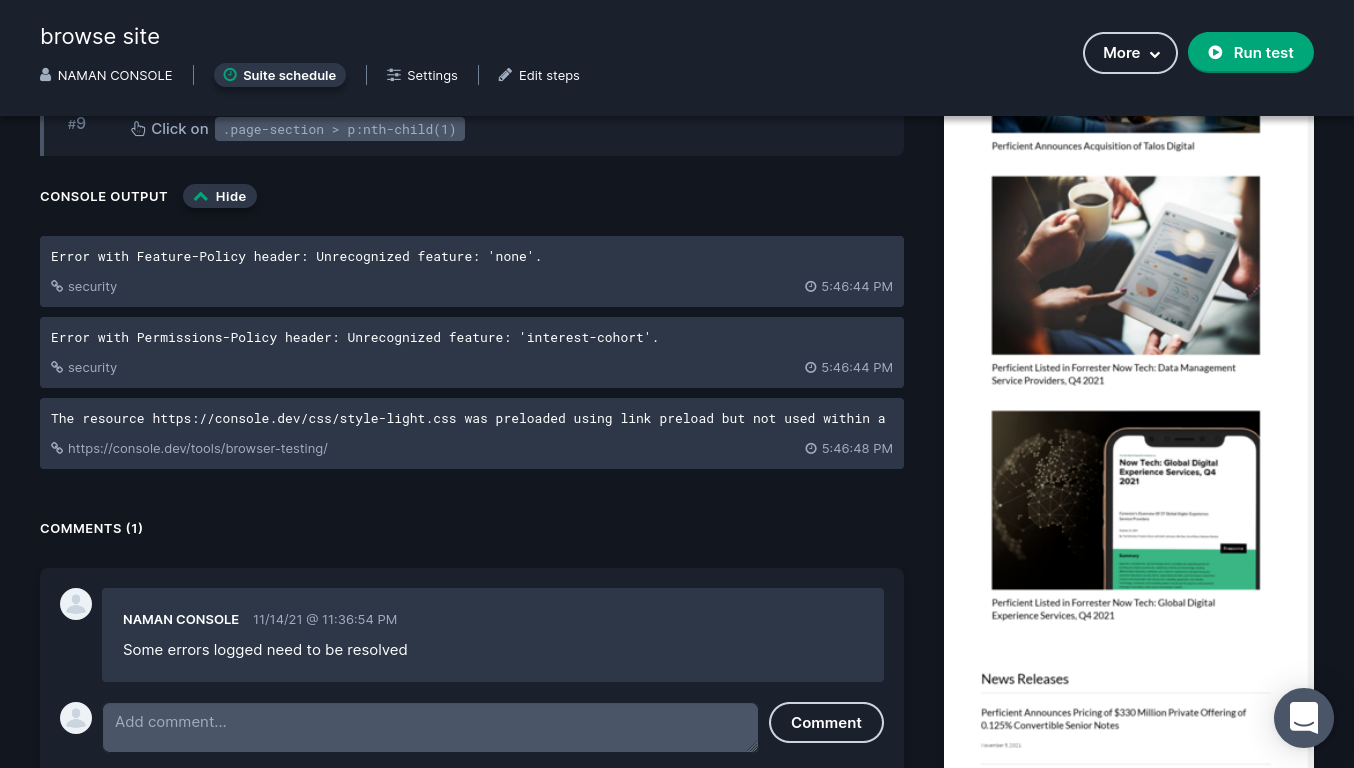 browse site
NAMAN CONSOLE
Suite schedule
Settings
Edit steps
More
Run test
#9
Click on .page-section > p:nth-child(1)
CONSOLE OUTPUT
Hide
Error with Feature-Policy header: Unrecognized feature: 'none'.
security
5:46:44 PM
Error with Permissions-Policy header: Unrecognized feature: 'interest-cohort'.
security
5:46:44 PM
The resource https://console.dev/css/style-light.css was preloaded using link preload but not used within a
https://console.dev/tools/browser-testing/
5:46:48 PM
COMMENTS (1)
NAMAN CONSOLE 11/14/21 @ 11:36:54 PM
Some errors logged need to be resolved
Add comment...
Comment
Perficient Announces Acquisition of Talos Digital
Perficient Listed in Forrester Now Tech: Data Management
Service Providers, Q4 2021
Now Tech: Global Digital
Experience Services, Q4
2021
Summary
Perficient Listed in Forrester Now Tech: Global Digital
Experience Services, Q4 2021
News Releases
Perficient Announces Pricing of $330 Million Private Offering of
0.125% Convertible Senior Notes
November 9, 2021